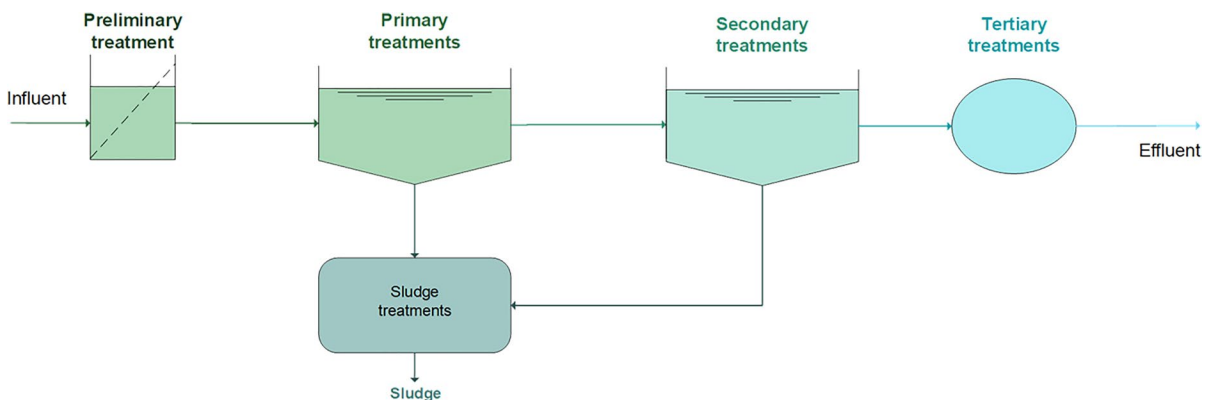 Preliminary
treatment
Primary
treatments
Secondary
treatments
Tertiary
treatments
Influent
Effluent
Sludge
treatments
Sludge